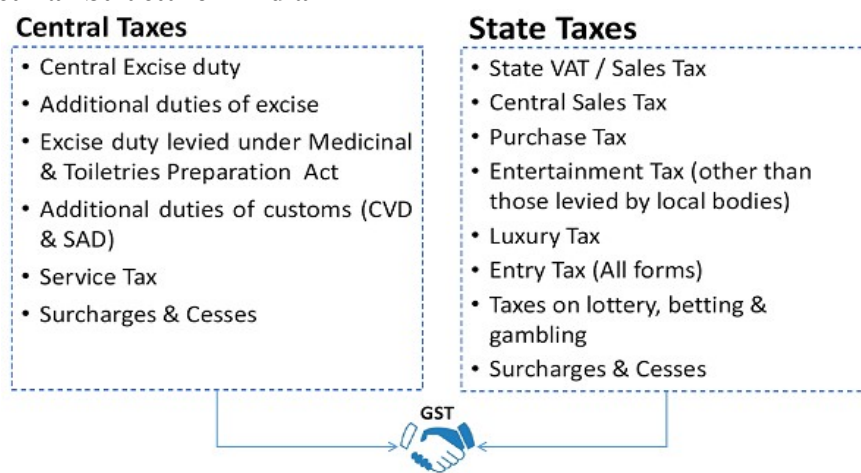 Central Taxes
• Central Excise duty
• Additional duties of excise
• Excise duty levied under Medicinal
& Toiletries Preparation Act
• Additional duties of customs (CVD
& SAD)
• Service Tax
• Surcharges & Cesses
State Taxes
• State VAT / Sales Tax
• Central Sales Tax
• Purchase Tax
• Entertainment Tax (other than
those levied by local bodies)
• Luxury Tax
• Entry Tax (All forms)
• Taxes on lottery, betting &
gambling
• Surcharges & Cesses
GST